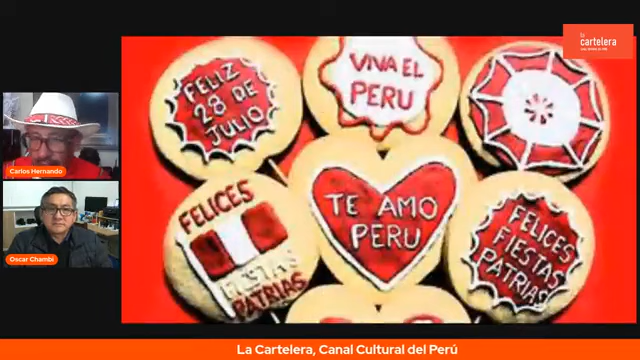 la
cartelera
FELIZ
28 DE
JULIO
VIVA EL
PERU
TE AMO
PERU
FELICES
FIESTAS
PATRIAS
FELICES
FIESTAS
PATRIAS
Carlos Hernando
Oscar Chambi
La Cartelera, Canal Cultural del Perú